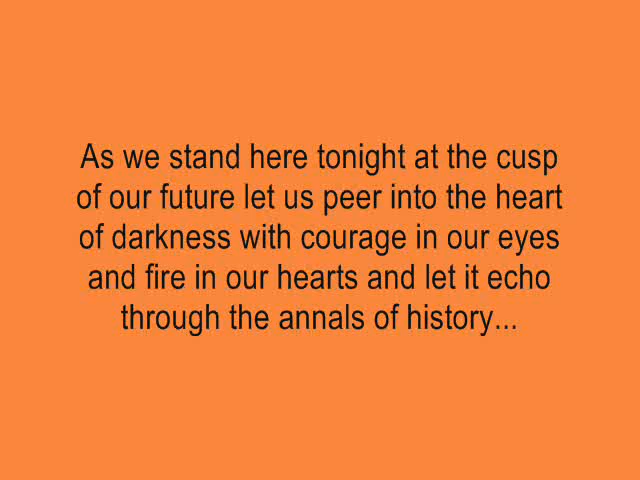 As we stand here tonight at the cusp
of our future let us peer into the heart
of darkness with courage in our eyes
and fire in our hearts and let it echo
through the annals of history...